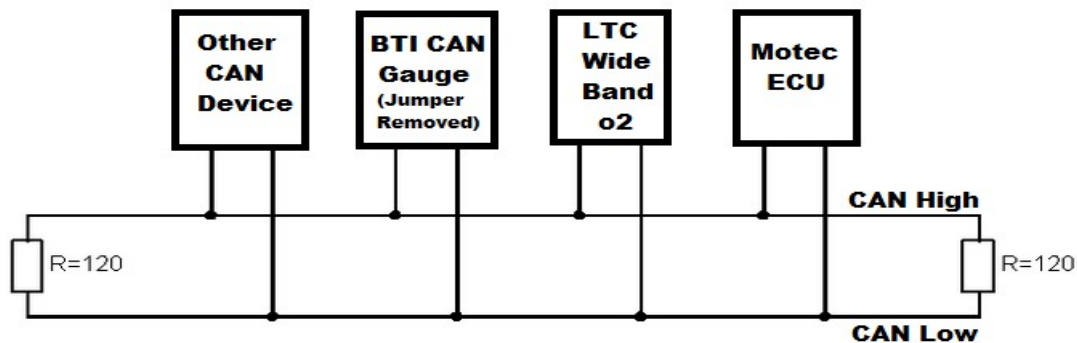 Other
CAN
Device
BTI CAN
Gauge
(Jumper
Removed)
LTC
Wide
Band
o2
Motec
ECU
CAN High
R=120
R=120
CAN Low